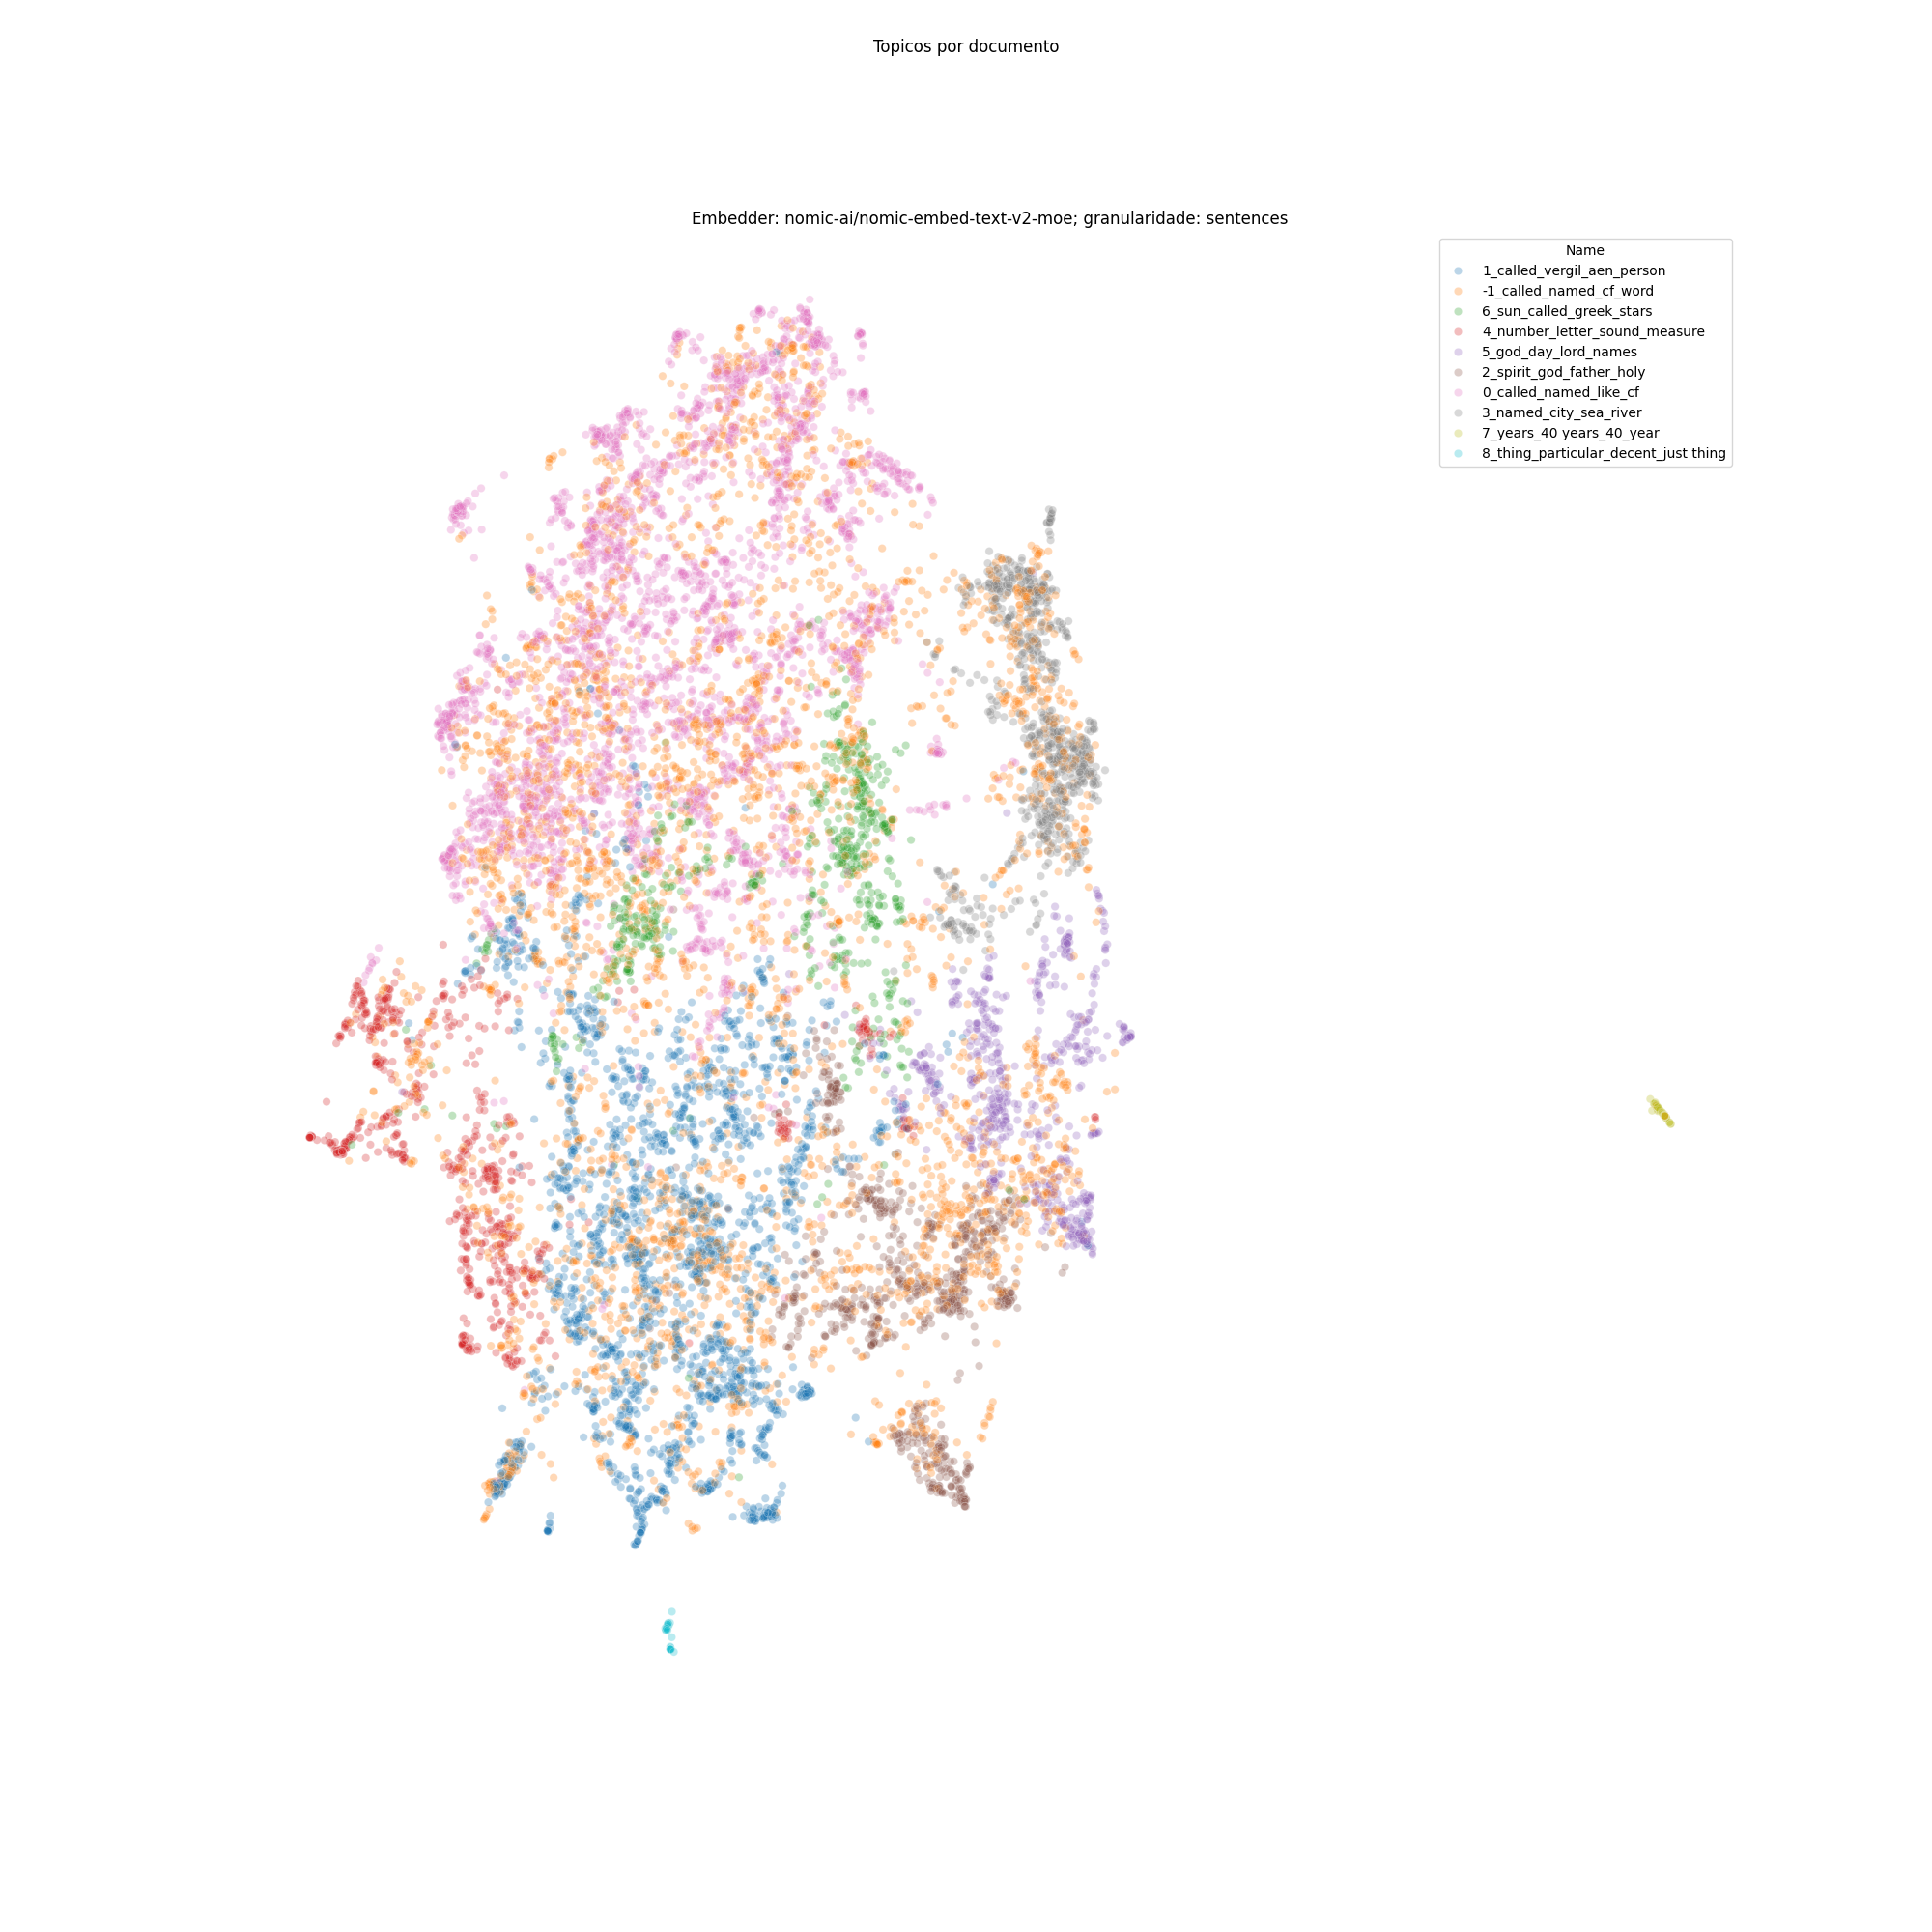 Topicos por documento
Embedder: nomic-ai/nomic-embed-text-v2-moe; granularidade: sentences
Name
1_called_vergil_aen_person
-1_called_named_cf_word
6_sun_called_greek_stars
4_number_letter_sound_measure
5_god_day_lord_names
2_spirit_god_father_holy
0_called_named_like_cf
3_named_city_sea_river
7_years_40 years_40_year
8_thing_particular_decent_just thing